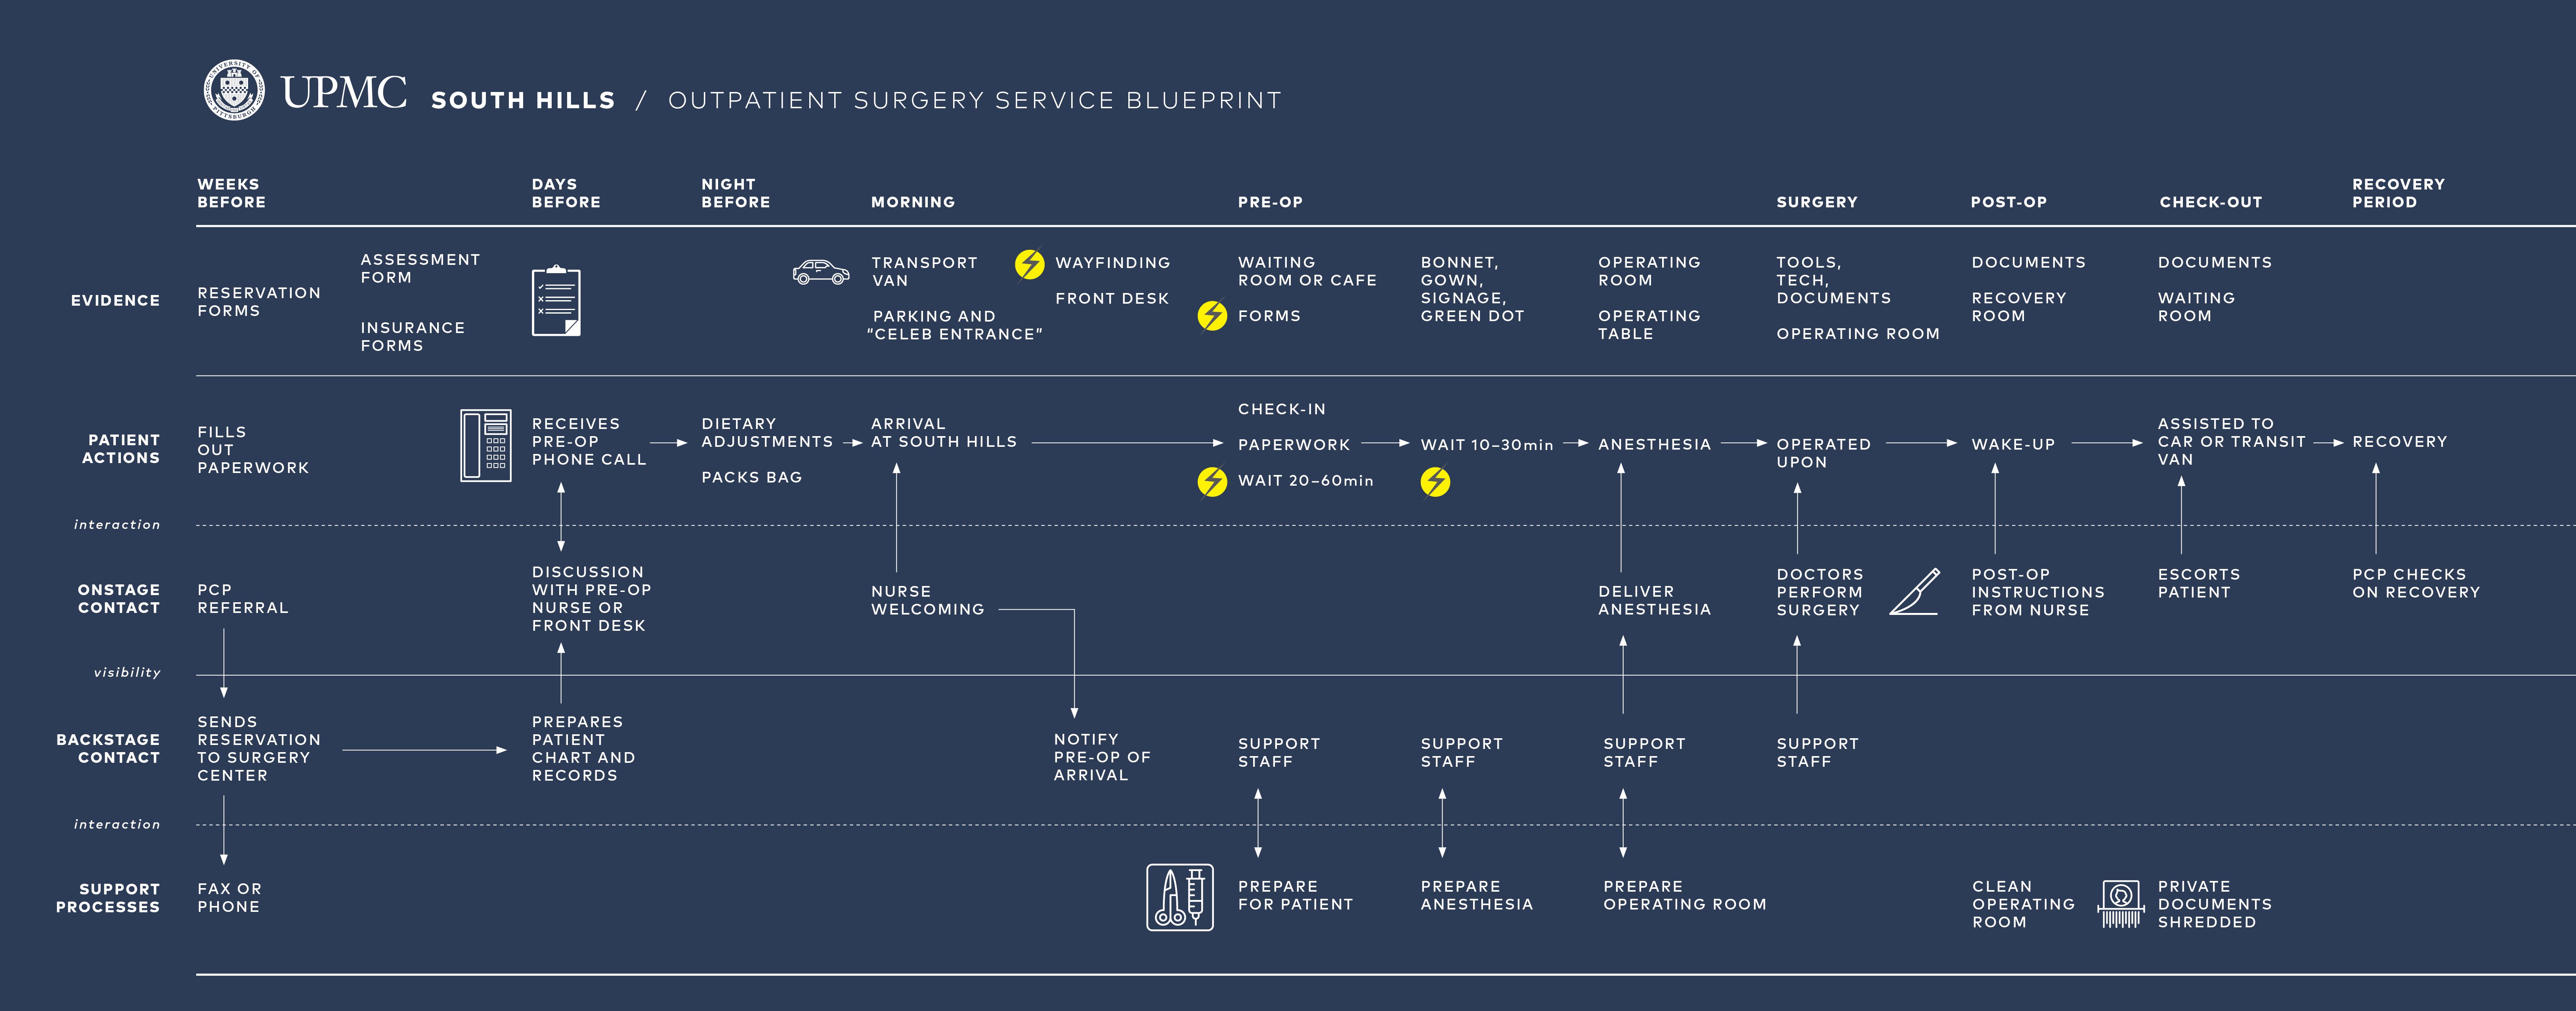 UNIVERSITY OF PITTSBURGH
UPMC SOUTH HILLS / OUTPATIENT SURGERY SERVICE BLUEPRINT
WEEKS
BEFORE
DAYS
BEFORE
NIGHT
BEFORE
MORNING
PRE-OP
SURGERY
POST-OP
CHECK-OUT
RECOVERY
PERIOD
EVIDENCE
RESERVATION
FORMS
ASSESSMENT
FORM
INSURANCE
FORMS
TRANSPORT
VAN
PARKING AND
"CELEB ENTRANCE"
WAYFINDING
FRONT DESK
WAITING
ROOM OR CAFE
FORMS
BONNET,
GOWN,
SIGNAGE,
GREEN DOT
OPERATING
ROOM
OPERATING
TABLE
TOOLS,
TECH,
DOCUMENTS
OPERATING ROOM
DOCUMENTS
RECOVERY
ROOM
DOCUMENTS
WAITING
ROOM
PATIENT
ACTIONS
FILLS
OUT
PAPERWORK
RECEIVES
PRE-OP
PHONE CALL
DIETARY
ADJUSTMENTS
PACKS BAG
ARRIVAL
AT SOUTH HILLS
CHECK-IN
PAPERWORK
WAIT 20–60min
WAIT 10–30min
ANESTHESIA
OPERATED
UPON
WAKE-UP
ASSISTED TO
CAR OR TRANSIT
VAN
RECOVERY
interaction
ONSTAGE
CONTACT
PCP
REFERRAL
DISCUSSION
WITH PRE-OP
NURSE OR
FRONT DESK
NURSE
WELCOMING
DELIVER
ANESTHESIA
DOCTORS
PERFORM
SURGERY
POST-OP
INSTRUCTIONS
FROM NURSE
ESCORTS
PATIENT
PCP CHECKS
ON RECOVERY
visibility
BACKSTAGE
CONTACT
SENDS
RESERVATION
TO SURGERY
CENTER
PREPARES
PATIENT
CHART AND
RECORDS
NOTIFY
PRE-OP OF
ARRIVAL
SUPPORT
STAFF
SUPPORT
STAFF
SUPPORT
STAFF
SUPPORT
STAFF
interaction
SUPPORT
PROCESSES
FAX OR
PHONE
PREPARE
FOR PATIENT
PREPARE
ANESTHESIA
PREPARE
OPERATING ROOM
CLEAN
OPERATING
ROOM
PRIVATE
DOCUMENTS
SHREDDED